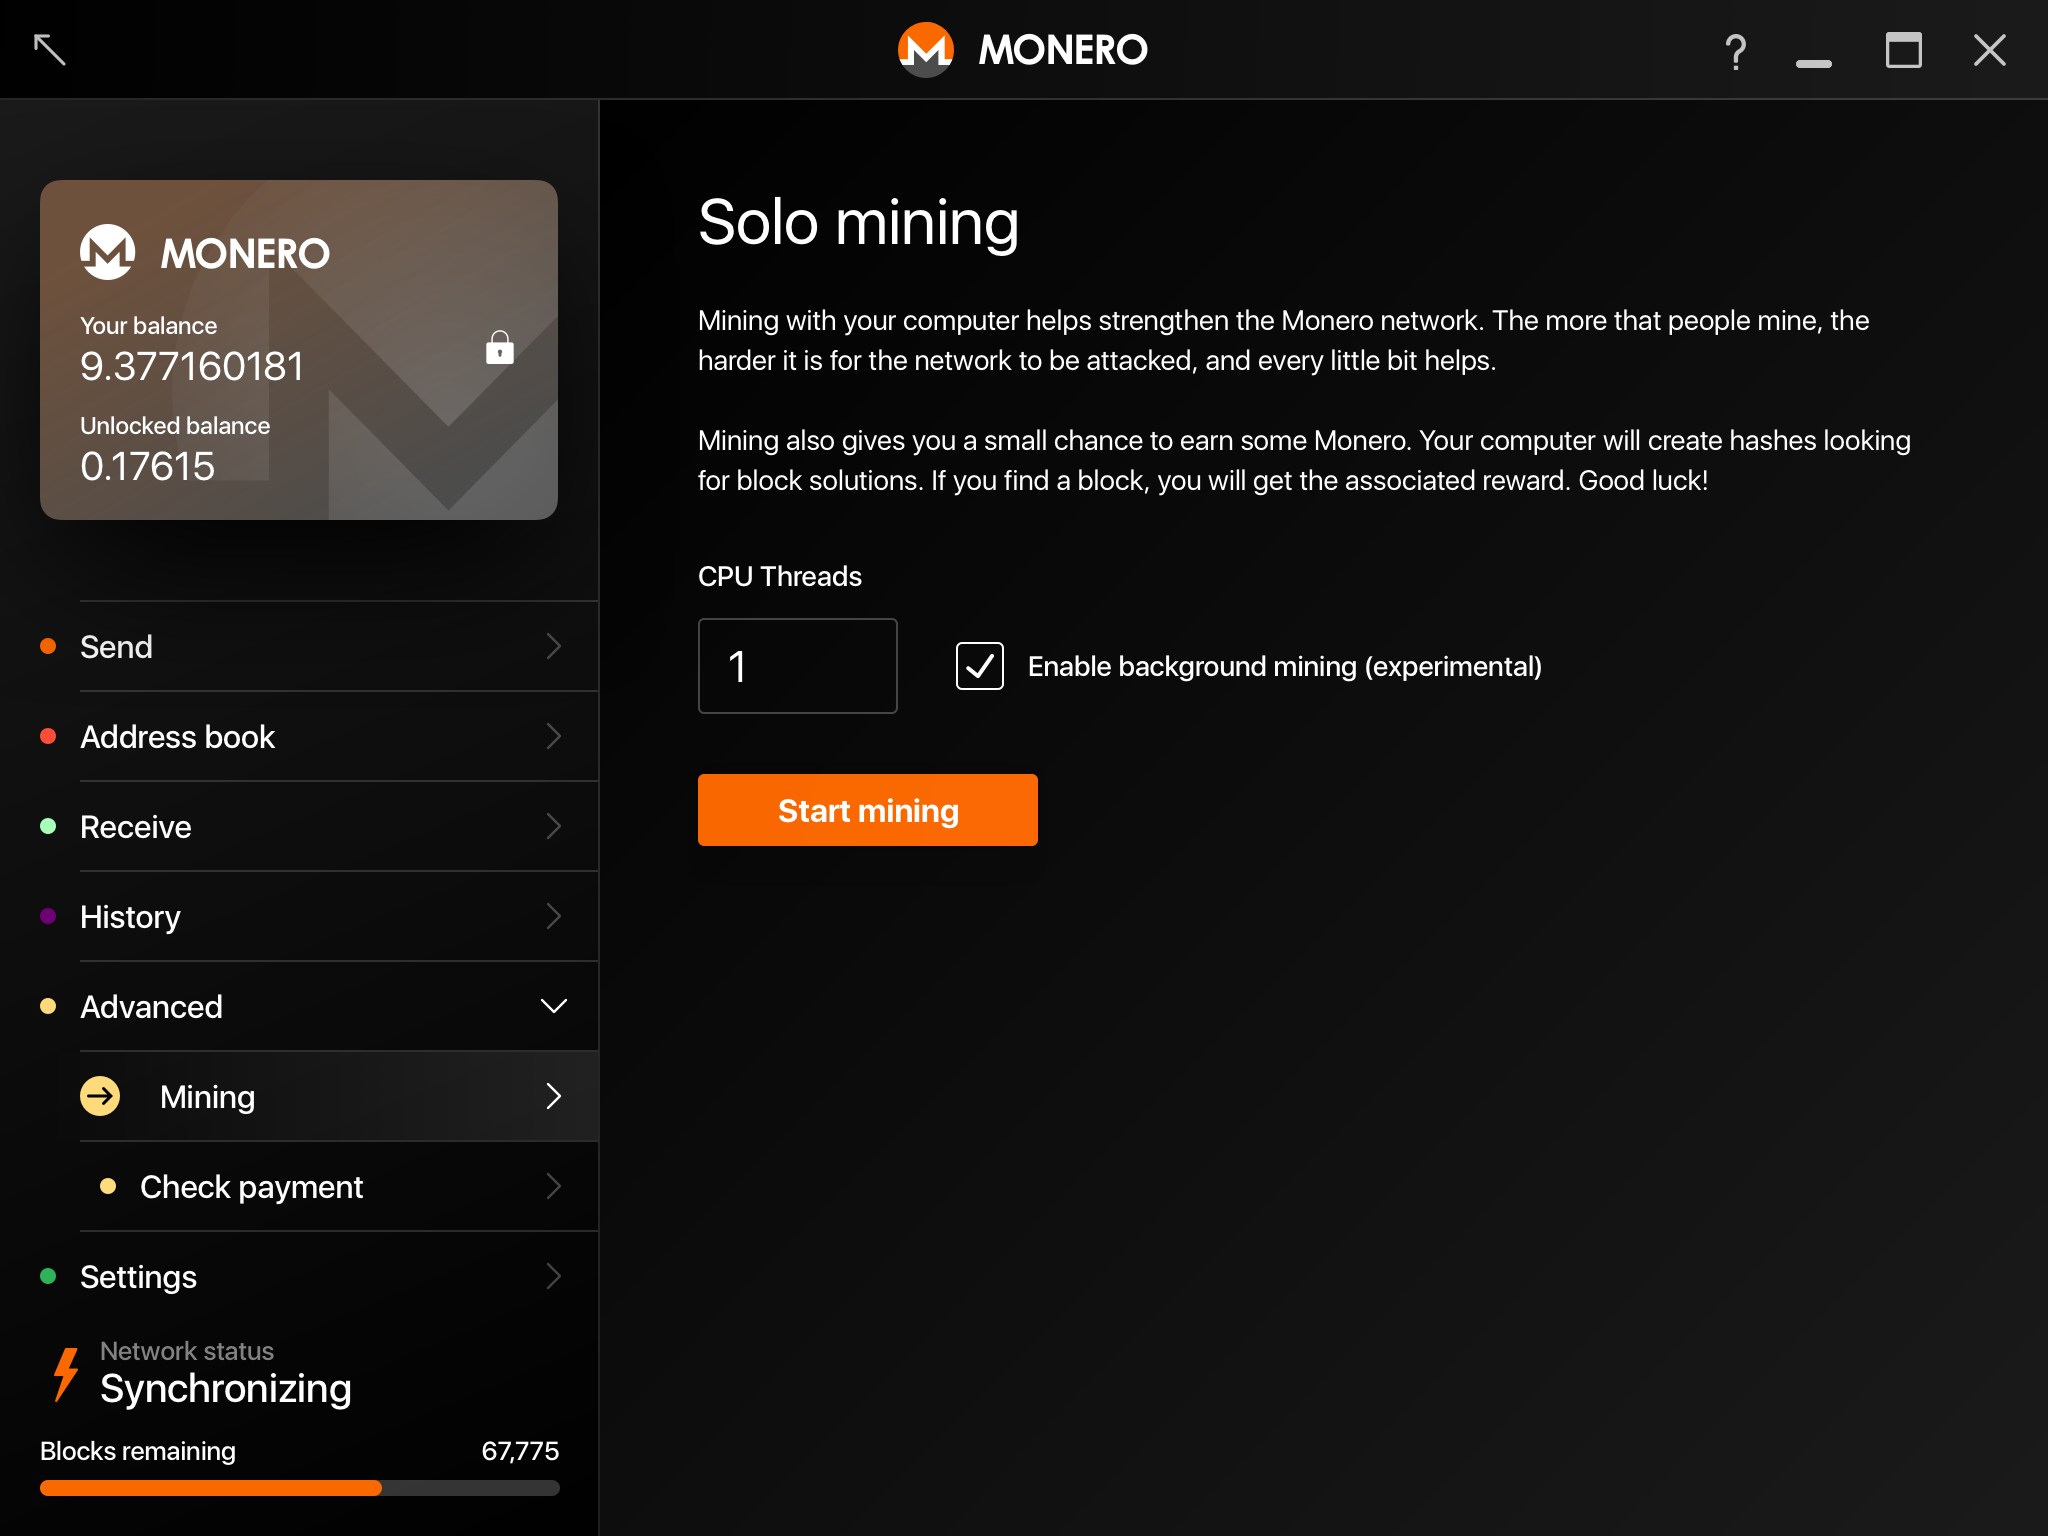 MONERO
?
MONERO
Your balance
9.377160181
Unlocked balance
0.17615
Send
Address book
Receive
History
Advanced
Mining
Check payment
Settings
Network status
Synchronizing
Blocks remaining 67,775
Solo mining
Mining with your computer helps strengthen the Monero network. The more that people mine, the
harder it is for the network to be attacked, and every little bit helps.
Mining also gives you a small chance to earn some Monero. Your computer will create hashes looking
for block solutions. If you find a block, you will get the associated reward. Good luck!
CPU Threads
1
Enable background mining (experimental)
Start mining